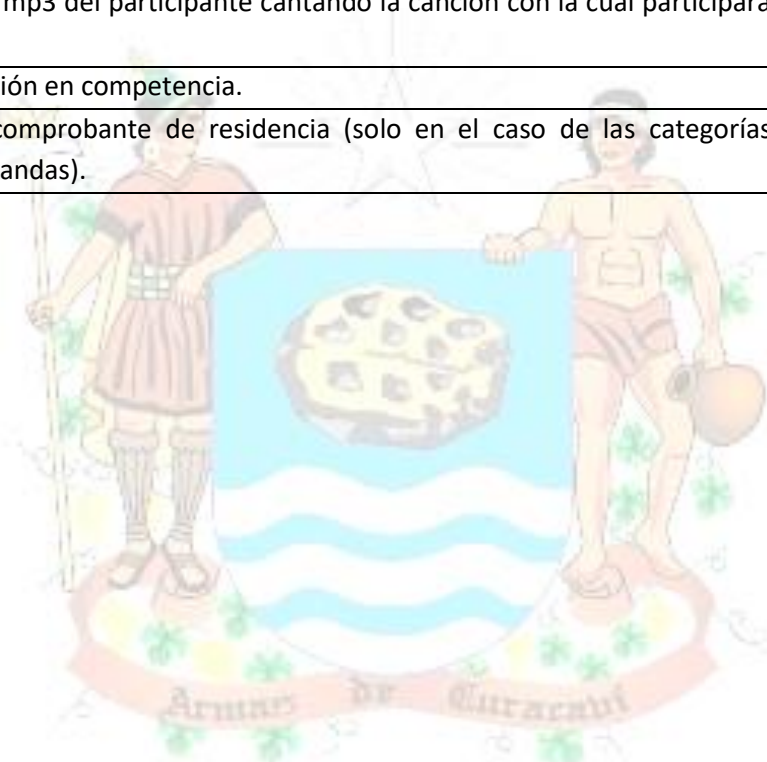 mp3 del participante cantando la canción con la cual participará
ión en competencia.
comprobante de residencia (solo en el caso de las categorías
andas).
Armas de Curacaví